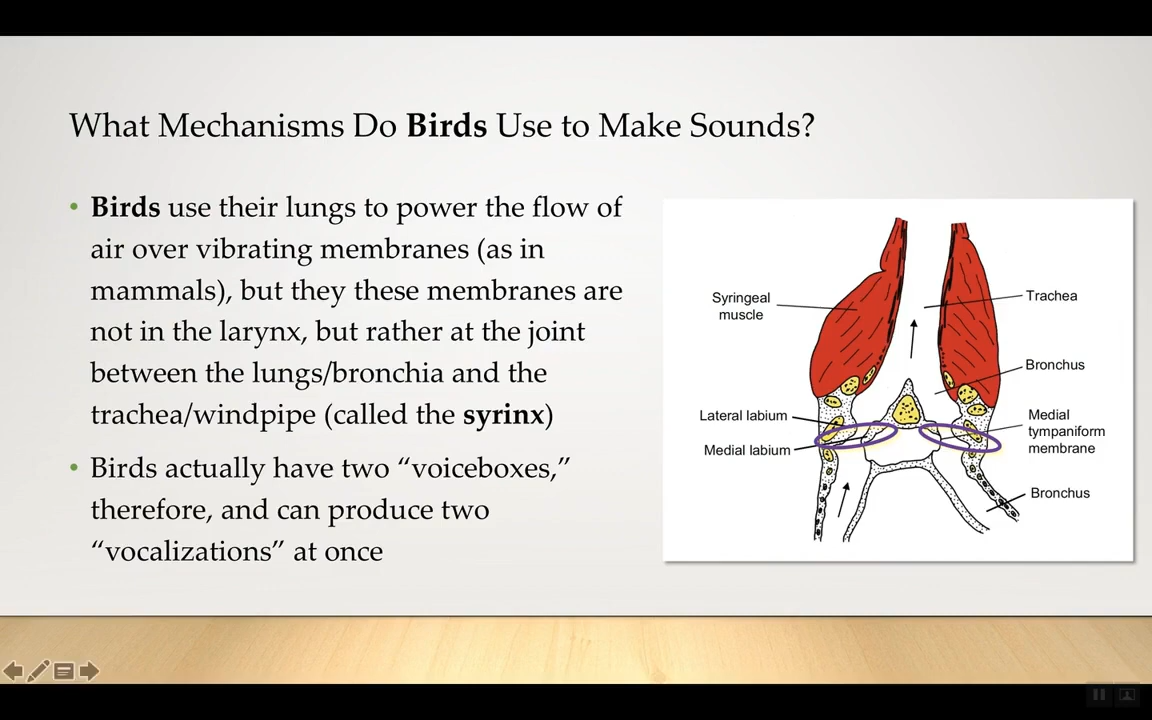 What Mechanisms Do Birds Use to Make Sounds?
• Birds use their lungs to power the flow of
air over vibrating membranes (as in
mammals), but they these membranes are
not in the larynx, but rather at the joint
between the lungs/bronchia and the
trachea/windpipe (called the syrinx)
• Birds actually have two “voiceboxes,”
therefore, and can produce two
“vocalizations” at once
Syringeal
muscle
Lateral labium
Medial labium
Trachea
Bronchus
Medial
tympaniform
membrane
Bronchus